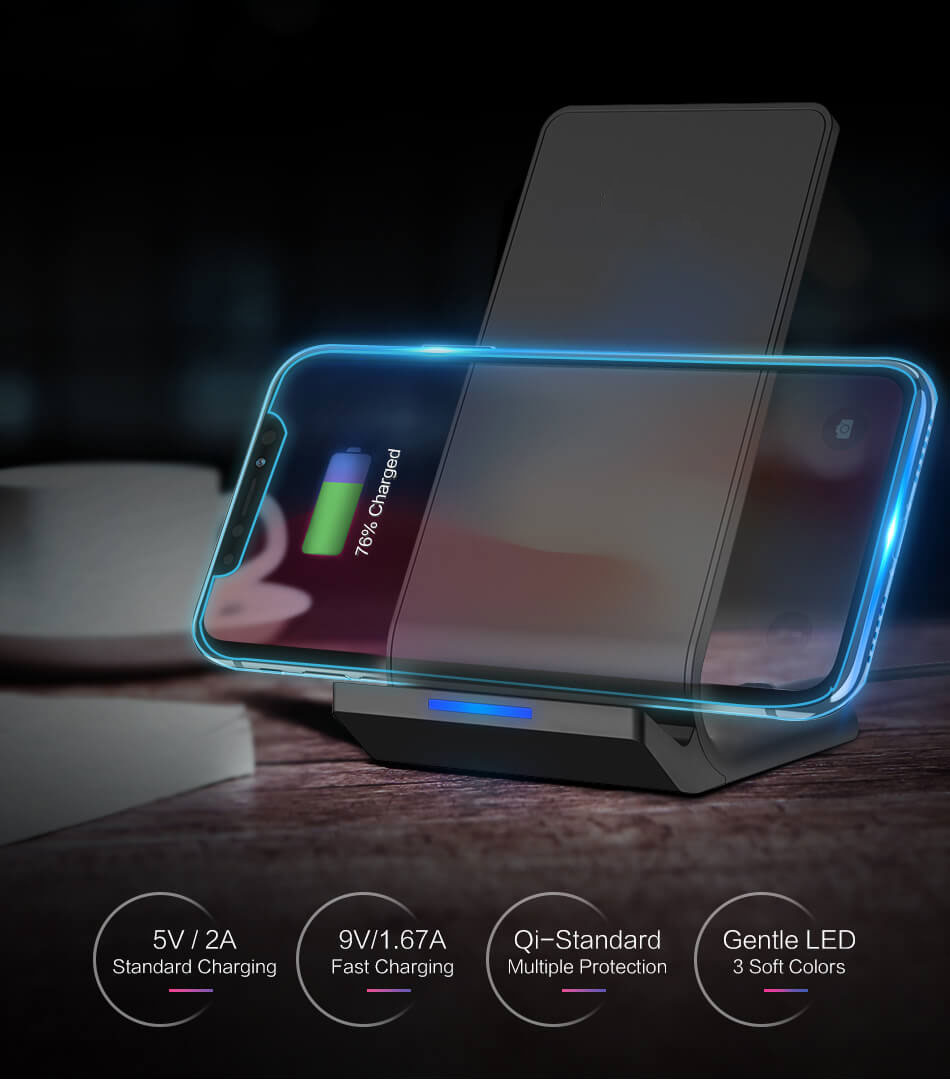 76% Charged
5V / 2A
Standard Charging
9V/1.67A
Fast Charging
Qi-Standard
Multiple Protection
Gentle LED
3 Soft Colors